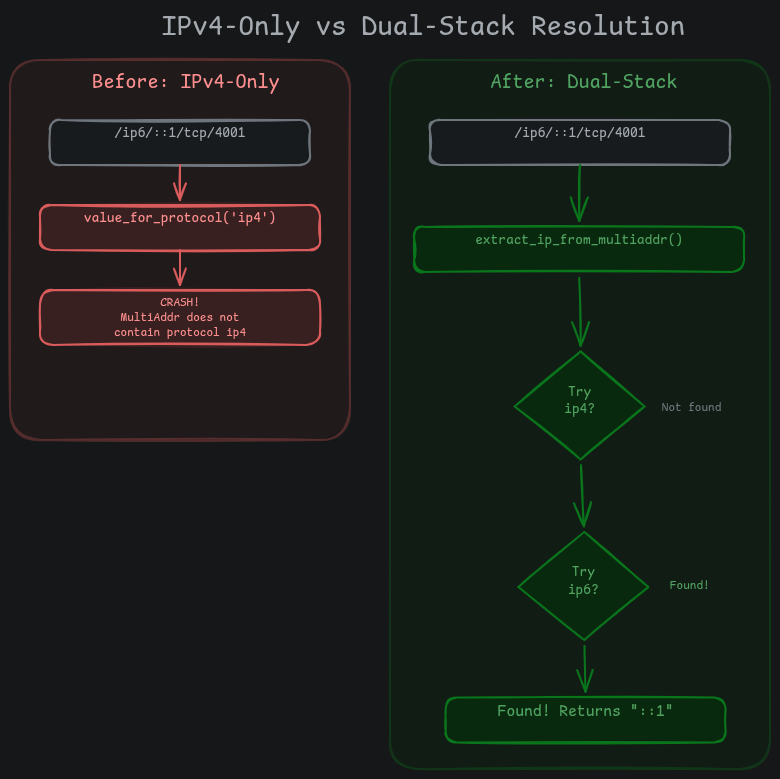 IPv4-Only vs Dual-Stack Resolution
Before: IPv4-Only
/ip6/::1/tcp/4001
value_for_protocol('ip4')
CRASH!
MultiAddr does not
contain protocol ip4
After: Dual-Stack
/ip6/::1/tcp/4001
extract_ip_from_multiaddr()
Try
ip4?
Not found
Try
ip6?
Found!
Found! Returns "::1"